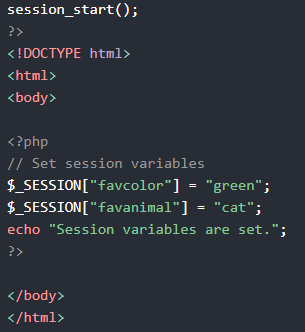 session_start();
?>
<!DOCTYPE html>
<html>
<body>
<?php
// Set session variables
$_SESSION["favcolor"] = "green";
$_SESSION["favanimal"] = "cat";
echo "Session variables are set.";
?>
</body>
</html>